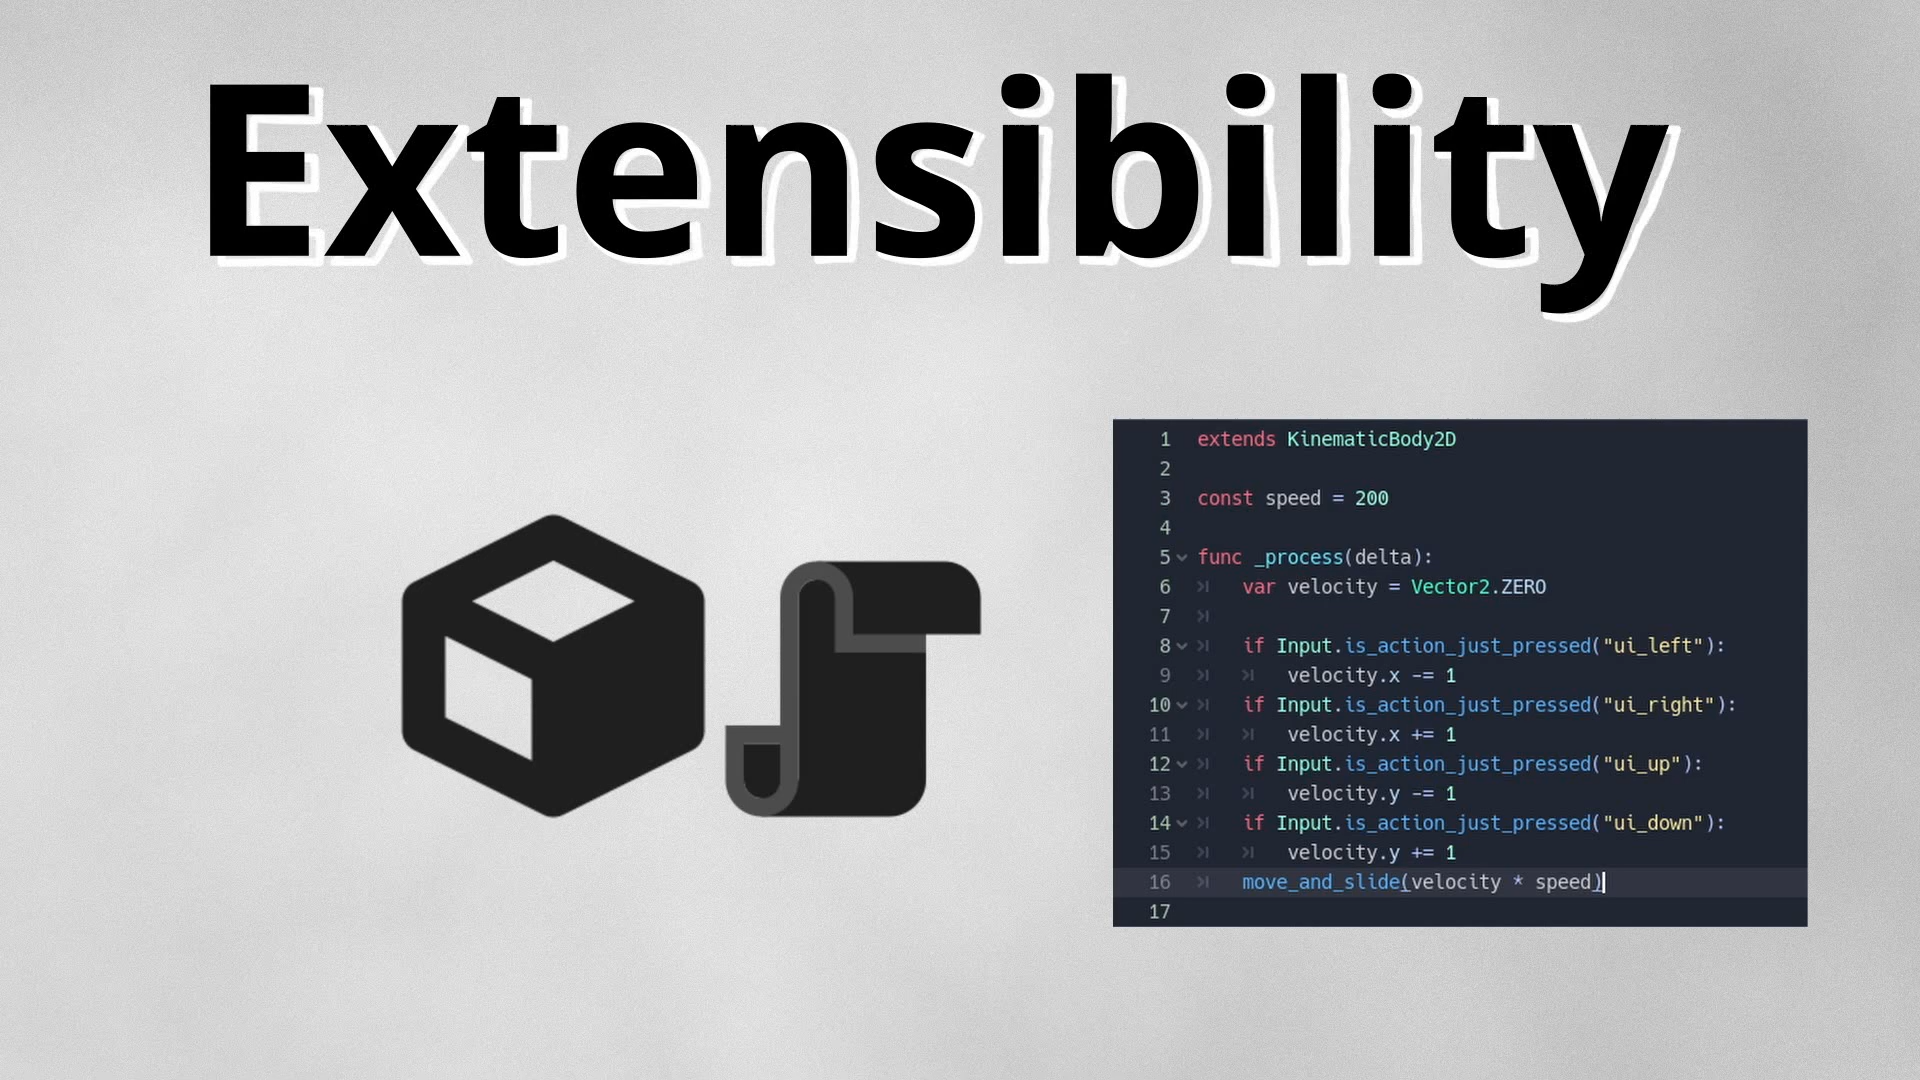 Extensibility
1 extends KinematicBody2D
2
3 const speed = 200
4
5 func _process(delta):
6 var velocity = Vector2.ZERO
7
8 if Input.is_action_just_pressed("ui_left"):
9 velocity.x -= 1
10 if Input.is_action_just_pressed("ui_right"):
11 velocity.x += 1
12 if Input.is_action_just_pressed("ui_up"):
13 velocity.y -= 1
14 if Input.is_action_just_pressed("ui_down"):
15 velocity.y += 1
16 move_and_slide(velocity * speed)
17